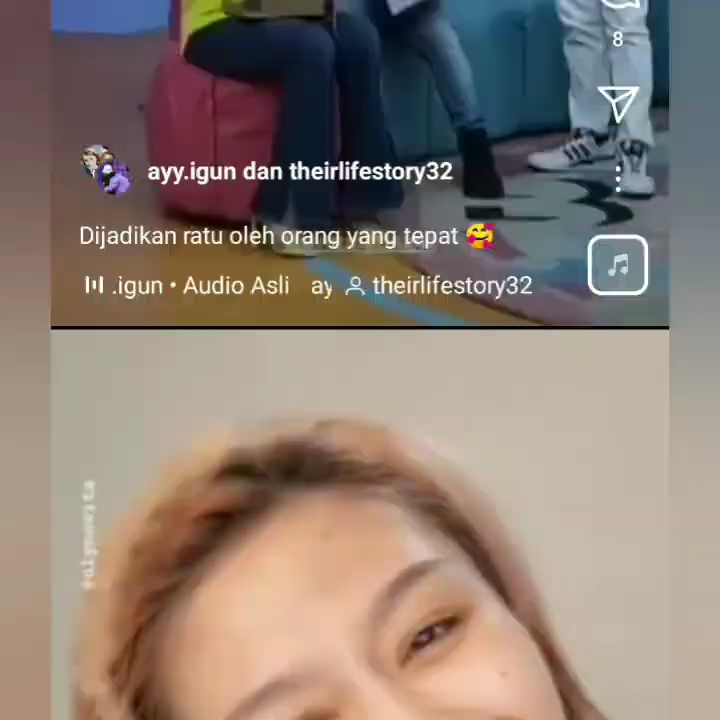 8
ayy.igun dan theirlifestory32
Dijadikan ratu oleh orang yang tepat 🥰
.igun • Audio Asli ay theirlifestory32